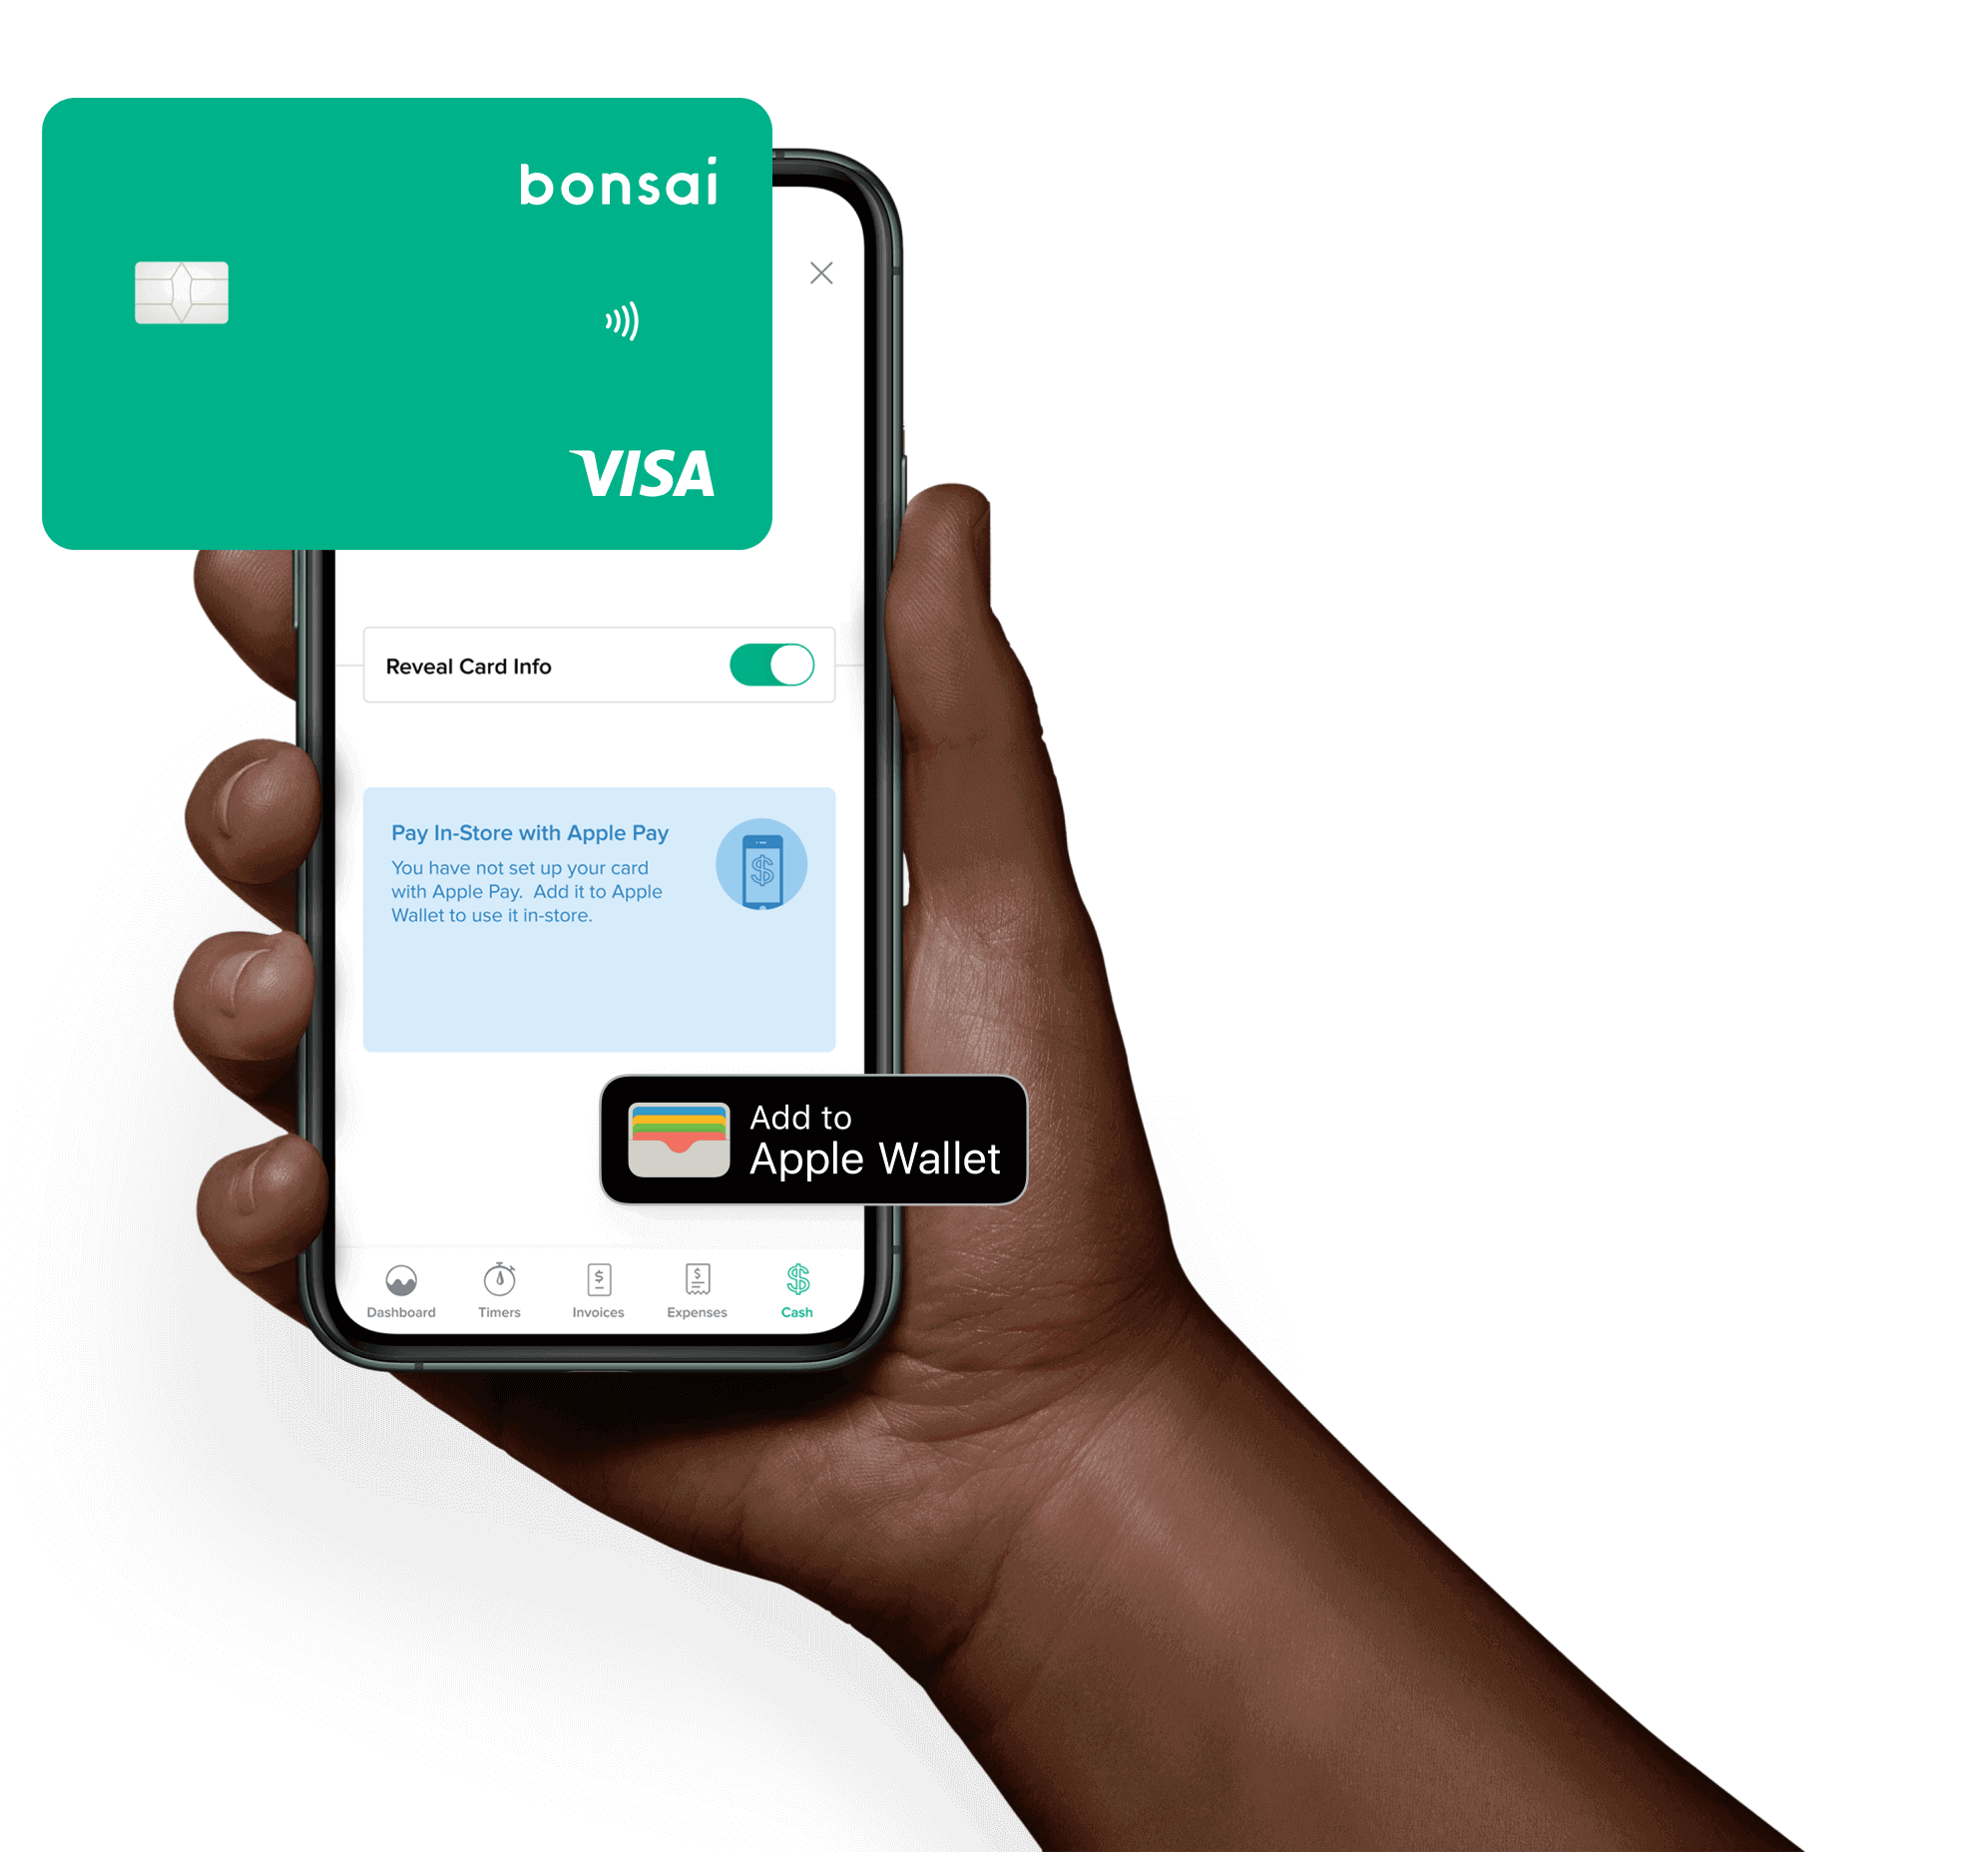 bonsai
VISA
Reveal Card Info
Pay In-Store with Apple Pay
You have not set up your card
with Apple Pay.  Add it to Apple
Wallet to use it in-store.
Add to
Apple Wallet
Dashboard
Timers
Invoices
Expenses
Cash